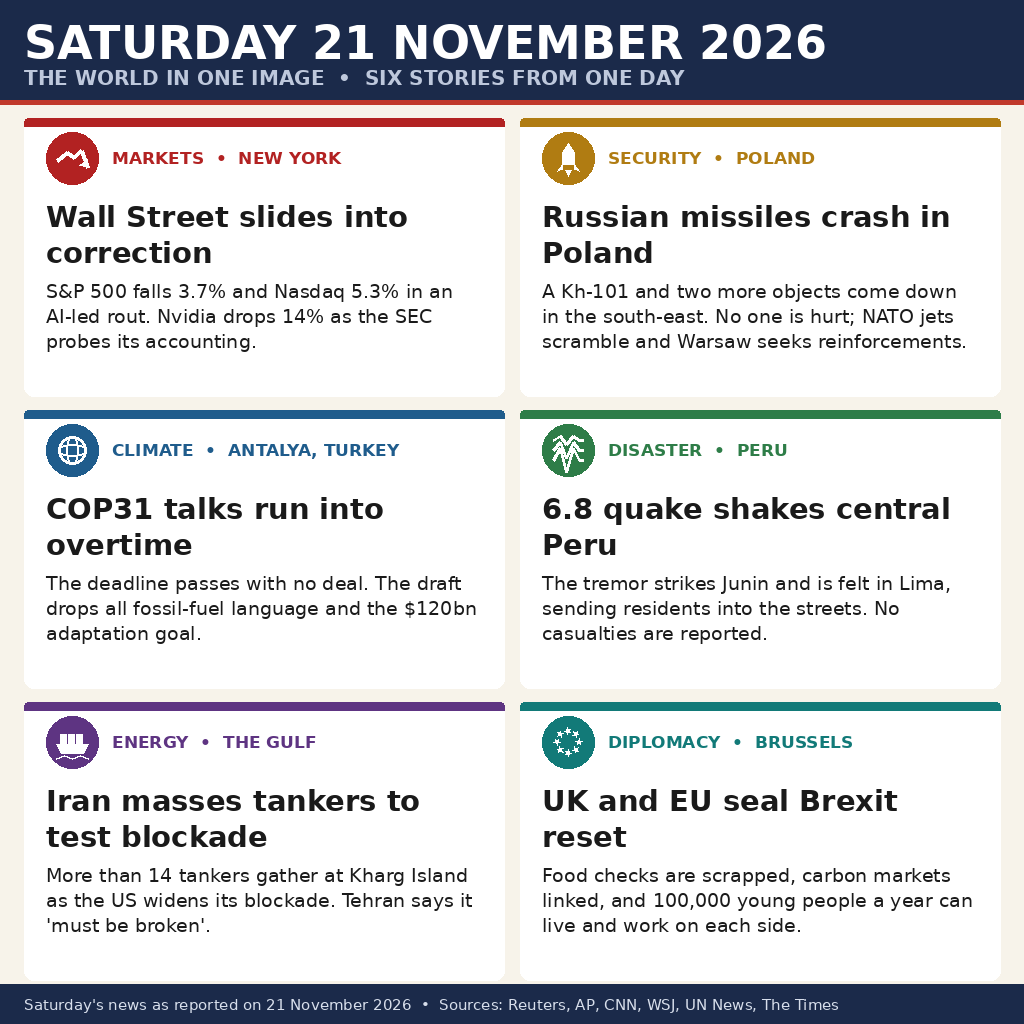 SATURDAY 21 NOVEMBER 2026
THE WORLD IN ONE IMAGE • SIX STORIES FROM ONE DAY
MARKETS • NEW YORK
Wall Street slides into
correction
S&P 500 falls 3.7% and Nasdaq 5.3% in an
AI-led rout. Nvidia drops 14% as the SEC
probes its accounting.
SECURITY • POLAND
Russian missiles crash in
Poland
A Kh-101 and two more objects come down
in the south-east. No one is hurt; NATO jets
scramble and Warsaw seeks reinforcements.
CLIMATE • ANTALYA, TURKEY
COP31 talks run into
overtime
The deadline passes with no deal. The draft
drops all fossil-fuel language and the $120bn
adaptation goal.
DISASTER • PERU
6.8 quake shakes central
Peru
The tremor strikes Junin and is felt in Lima,
sending residents into the streets. No
casualties are reported.
ENERGY • THE GULF
Iran masses tankers to
test blockade
More than 14 tankers gather at Kharg Island
as the US widens its blockade. Tehran says it
'must be broken'.
DIPLOMACY • BRUSSELS
UK and EU seal Brexit
reset
Food checks are scrapped, carbon markets
linked, and 100,000 young people a year can
live and work on each side.
Saturday's news as reported on 21 November 2026 • Sources: Reuters, AP, CNN, WSJ, UN News, The Times